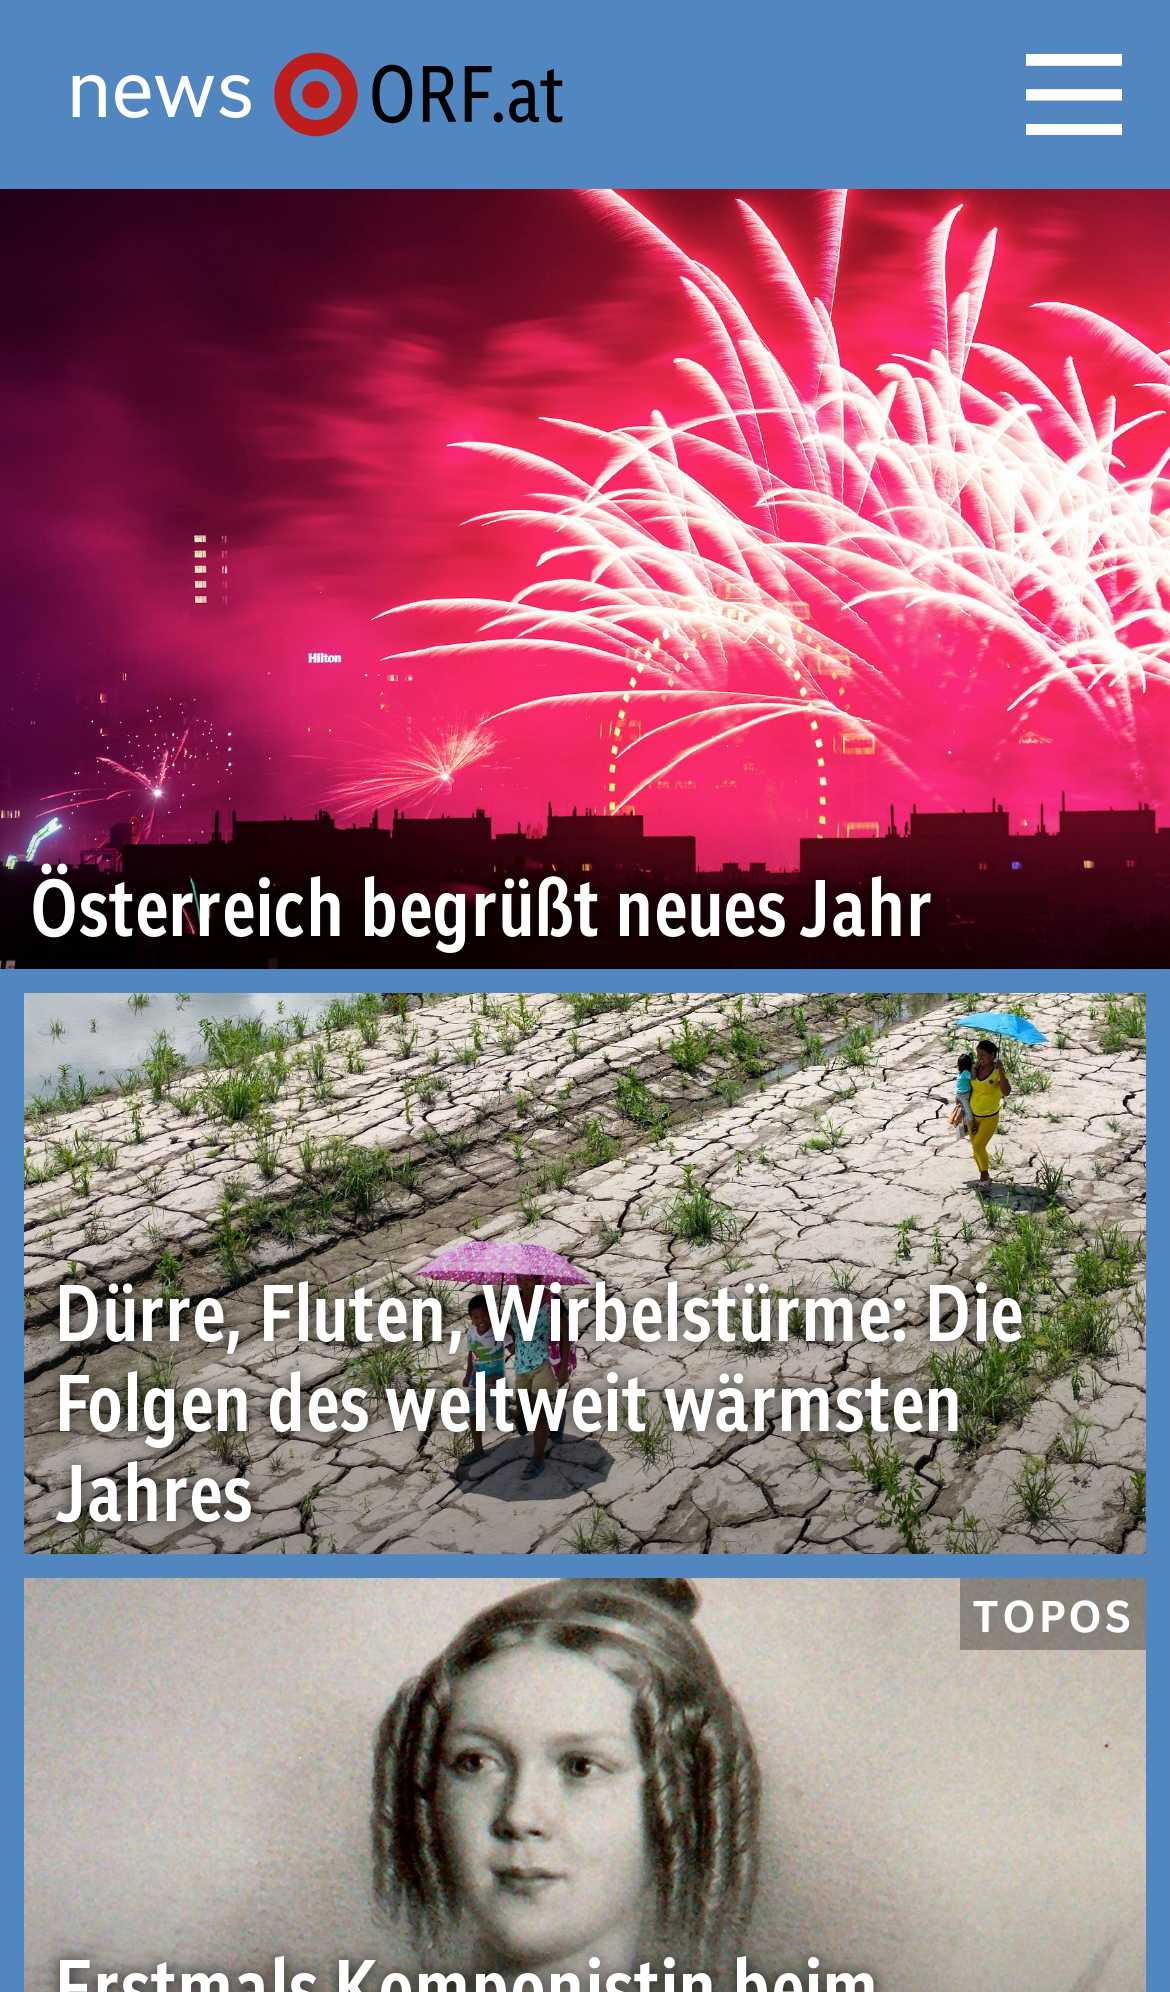 news ORF.at
Hilton
Österreich begrüßt neues Jahr
Dürre, Fluten, Wirbelstürme: Die
Folgen des weltweit wärmsten
Jahres
TOPOS
Erstmals Komponistin beim